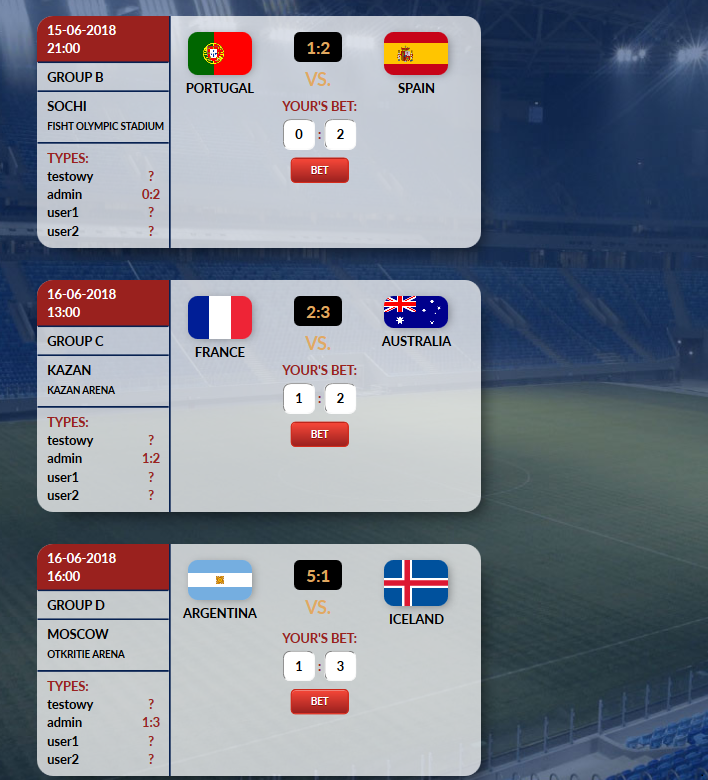 15-06-2018
21:00
GROUP B
SOCHI
FISHT OLYMPIC STADIUM
TYPES:
testowy ?
admin 0:2
user1 ?
user2 ?
1:2
PORTUGAL VS. SPAIN
YOUR'S BET:
0 : 2
BET
16-06-2018
13:00
GROUP C
KAZAN
KAZAN ARENA
TYPES:
testowy ?
admin 1:2
user1 ?
user2 ?
2:3
FRANCE VS. AUSTRALIA
YOUR'S BET:
1 : 2
BET
16-06-2018
16:00
GROUP D
MOSCOW
OTKRITIE ARENA
TYPES:
testowy ?
admin 1:3
user1 ?
user2 ?
5:1
ARGENTINA VS. ICELAND
YOUR'S BET:
1 : 3
BET